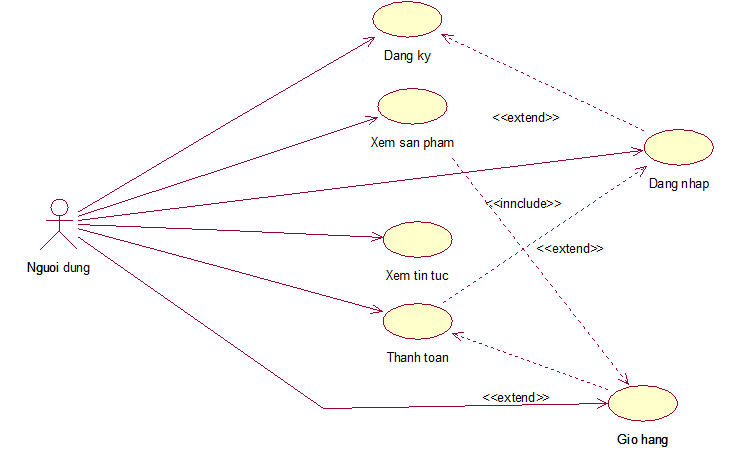 Dang ky
<<extend>>
Xem san pham
Dang nhap
<<innclude>>
<<extend>>
Nguoi dung
Xem tin tuc
Thanh toan
<<extend>>
Gio hang